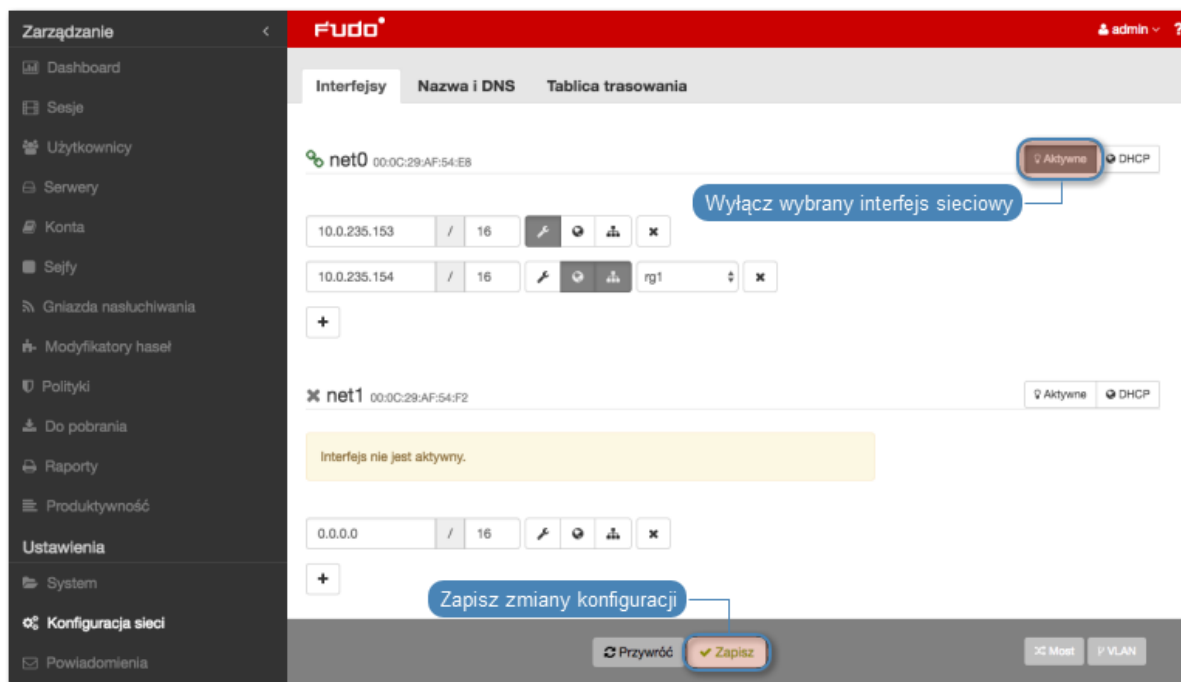 Zarządzanie
Dashboard
Sesje
Użytkownicy
Serwery
Konta
Sejfy
Gniazda nasłuchiwania
Modyfikatory haseł
Polityki
Do pobrania
Raporty
Produktywność
Ustawienia
System
Konfiguracja sieci
Powiadomienia
FUDO
admin ?
Interfejsy Nazwa i DNS Tablica trasowania
net0 00:0C:29:AF:54:E8
Aktywne DHCP
Wyłącz wybrany interfejs sieciowy
10.0.235.153 / 16
10.0.235.154 / 16 rg1
+
net1 00:0C:29:AF:54:F2
Aktywne DHCP
Interfejs nie jest aktywny.
0.0.0.0 / 16
+
Zapisz zmiany konfiguracji
Przywróć Zapisz
Most VLAN